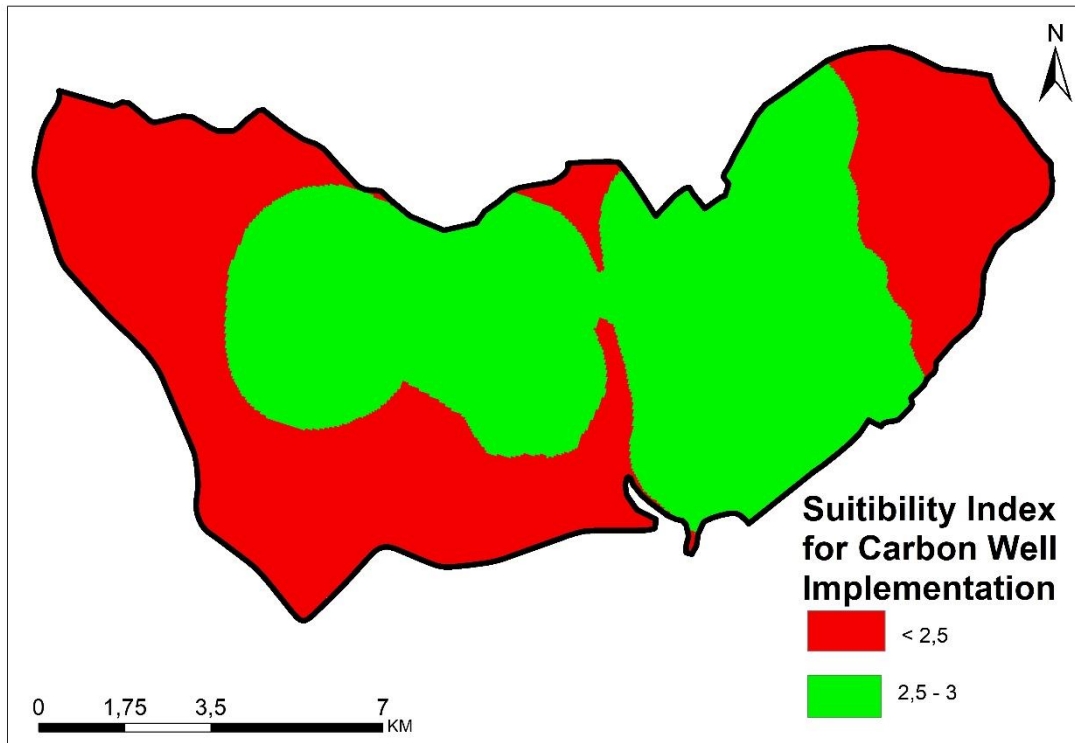 N
Suitibility Index
for Carbon Well
Implementation
< 2,5
2,5 - 3
0 1,75 3,5 7
KM